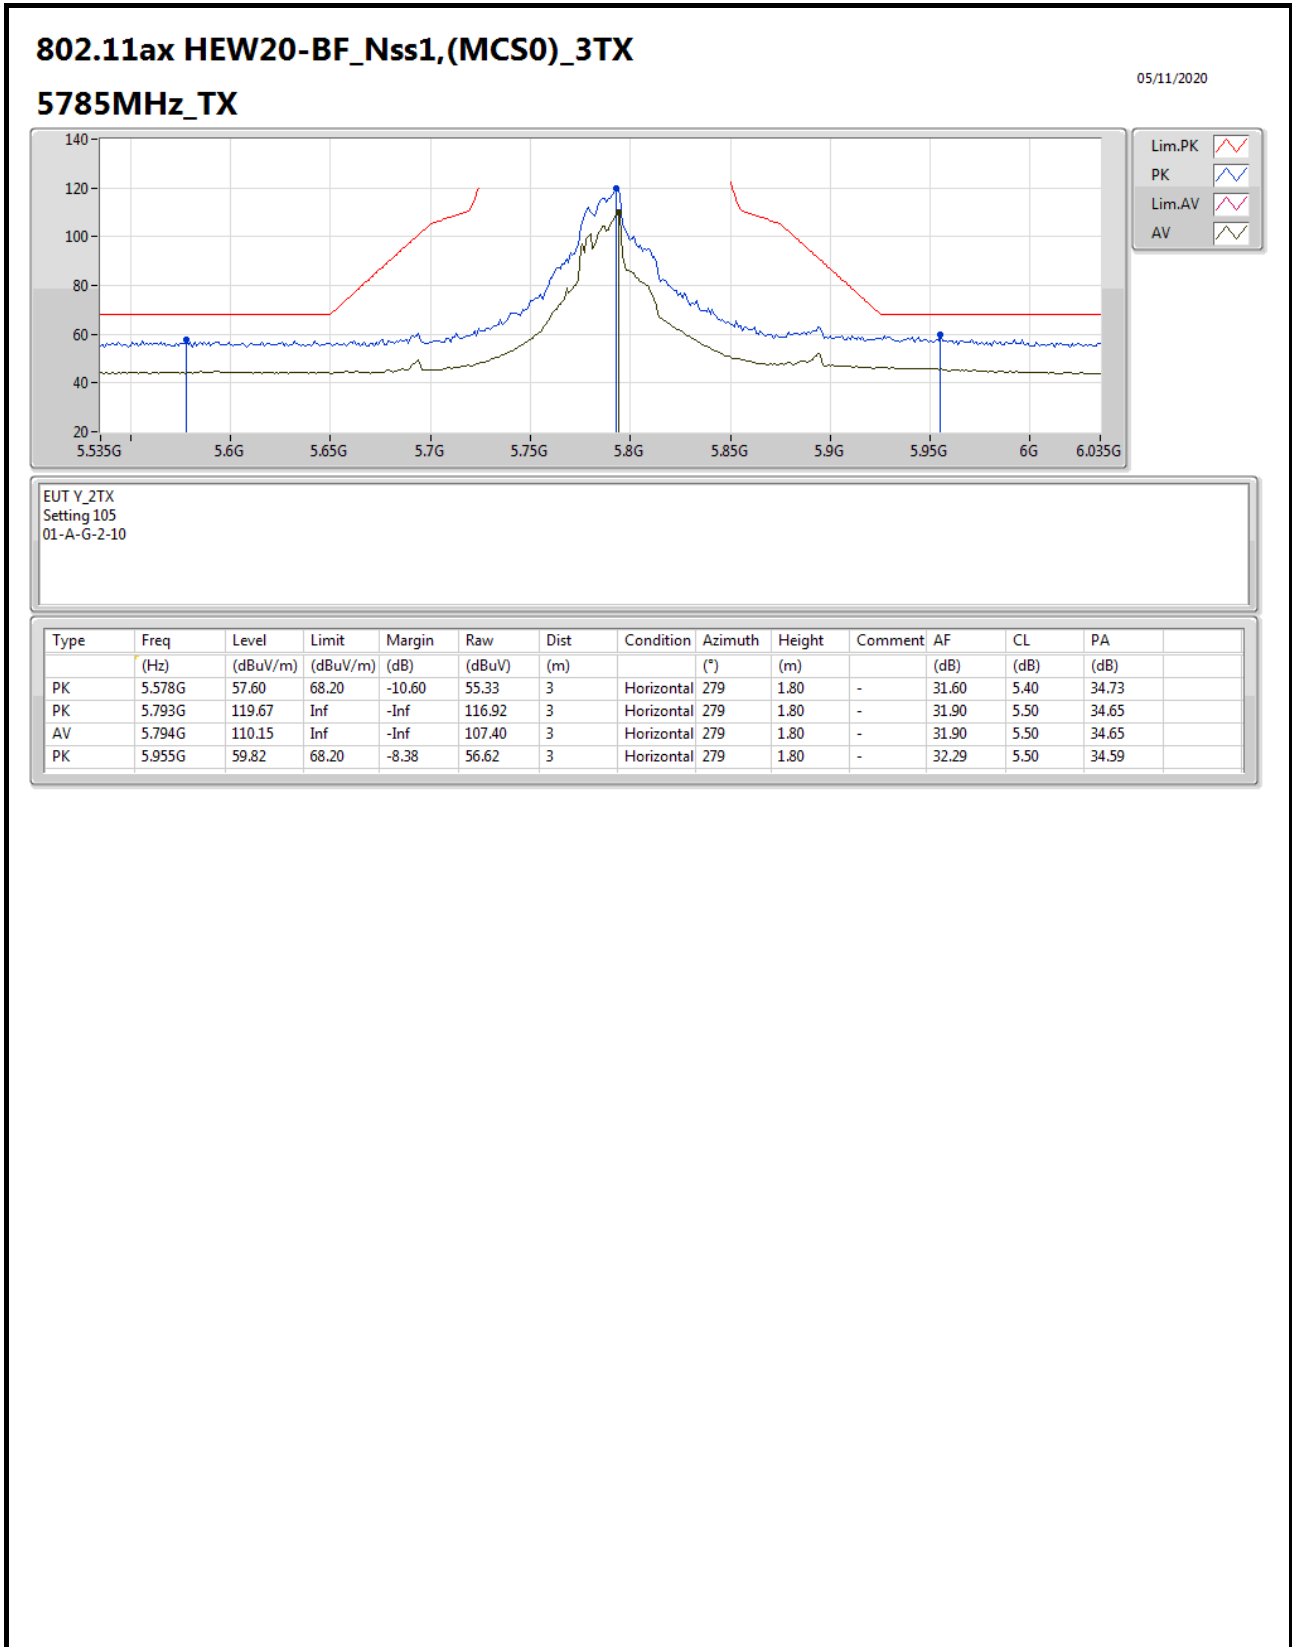 802.11ax HEW20-BF_Nss1,(MCS0)_3TX
05/11/2020
5785MHz_TX
140
120
100
80
60
40
20
5.535G 5.6G 5.65G 5.7G 5.75G 5.8G 5.85G 5.9G 5.95G 6G 6.035G
Lim.PK
PK
Lim.AV
AV
EUT Y_2TX
Setting 105
01-A-G-2-10
Type Freq Level Limit Margin Raw Dist Condition Azimuth Height Comment AF CL PA
(Hz) (dBuV/m) (dBuV/m) (dB) (dBuV) (m) (°) (m) (dB) (dB) (dB)
PK 5.578G 57.60 68.20 -10.60 55.33 3 Horizontal 279 1.80 - 31.60 5.40 34.73
PK 5.793G 119.67 Inf -Inf 116.92 3 Horizontal 279 1.80 - 31.90 5.50 34.65
AV 5.794G 110.15 Inf -Inf 107.40 3 Horizontal 279 1.80 - 31.90 5.50 34.65
PK 5.955G 59.82 68.20 -8.38 56.62 3 Horizontal 279 1.80 - 32.29 5.50 34.59